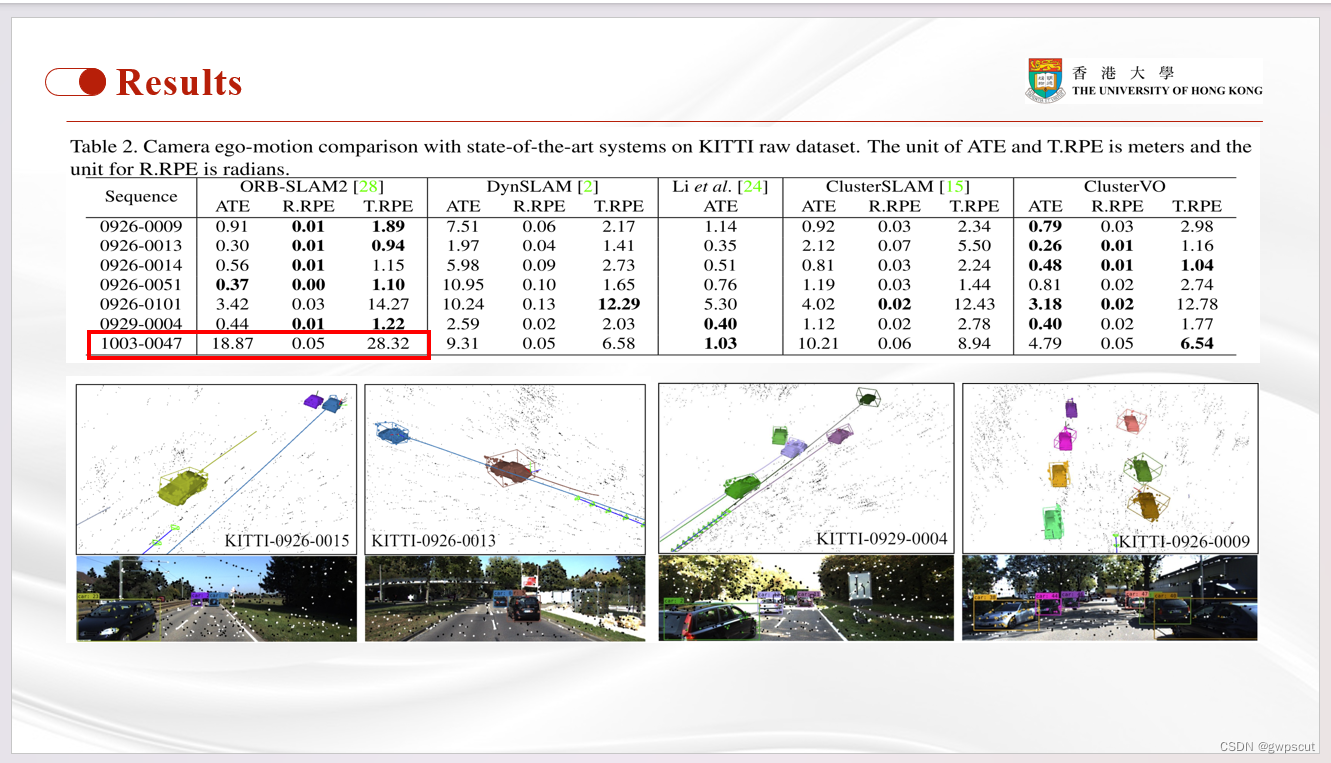 Results
香 港 大 學
THE UNIVERSITY OF HONG KONG
Table 2. Camera ego-motion comparison with state-of-the-art systems on KITTI raw dataset. The unit of ATE and T.RPE is meters and the
unit for R.RPE is radians.
Sequence ORB-SLAM2 [28] DynSLAM [2] Li et al. [24] ClusterSLAM [15] ClusterVO
ATE R.RPE T.RPE ATE R.RPE T.RPE ATE ATE R.RPE T.RPE ATE R.RPE T.RPE
0926-0009 0.91 0.01 1.89 7.51 0.06 2.17 1.14 0.92 0.03 2.34 0.79 0.03 2.98
0926-0013 0.30 0.01 0.94 1.97 0.04 1.41 0.35 2.12 0.07 5.50 0.26 0.01 1.16
0926-0014 0.56 0.01 1.15 5.98 0.09 2.73 0.51 0.81 0.03 2.24 0.48 0.01 1.04
0926-0051 0.37 0.00 1.10 10.95 0.10 1.65 0.76 1.19 0.03 1.44 0.81 0.02 2.74
0926-0101 3.42 0.03 14.27 10.24 0.13 12.29 5.30 4.02 0.02 12.43 3.18 0.02 12.78
0929-0004 0.44 0.01 1.22 2.59 0.02 2.03 0.40 1.12 0.02 2.78 0.40 0.02 1.77
1003-0047 18.87 0.05 28.32 9.31 0.05 6.58 1.03 10.21 0.06 8.94 4.79 0.05 6.54
KITTI-0926-0015
KITTI-0926-0013
KITTI-0929-0004
KITTI-0926-0009
CSDN @gwpscut